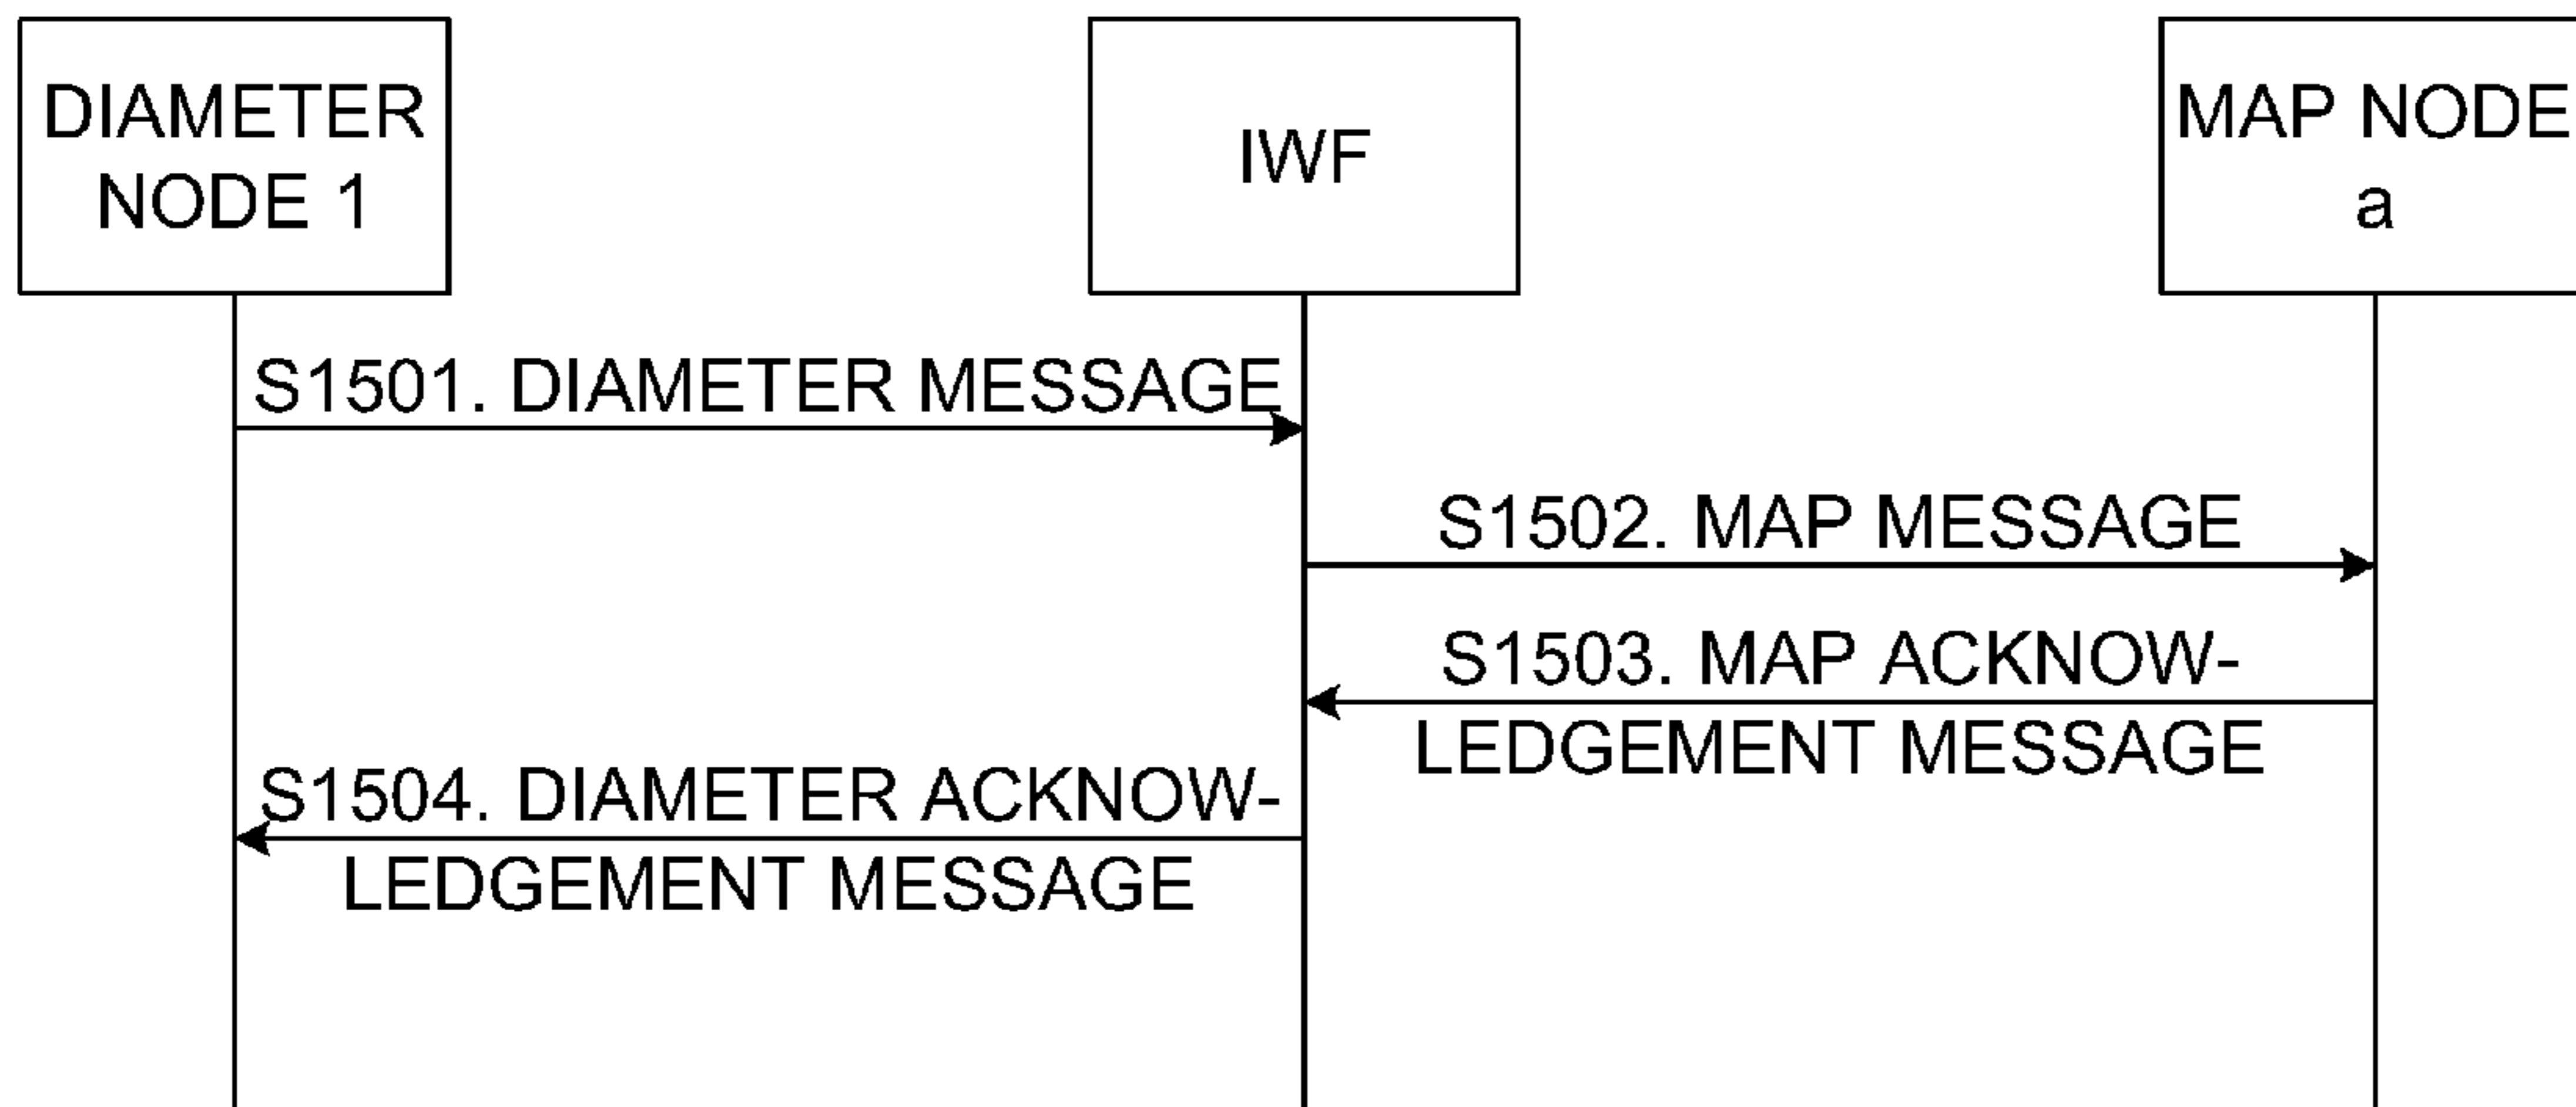 DIAMETER
NODE 1
IWF
MAP NODE
a
S1501. DIAMETER MESSAGE
S1502. MAP MESSAGE
S1503. MAP ACKNOW-
LEDGEMENT MESSAGE
S1504. DIAMETER ACKNOW-
LEDGEMENT MESSAGE